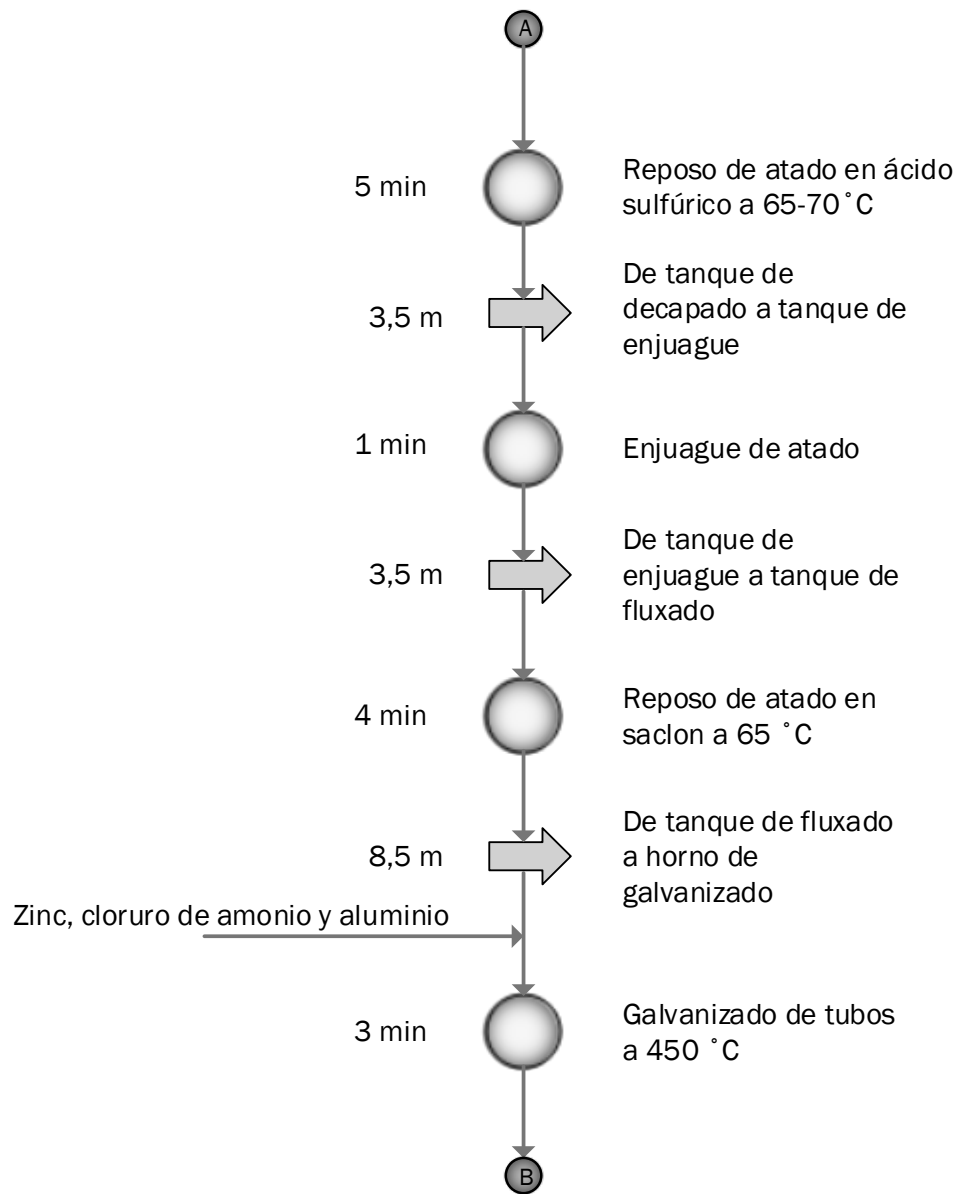 A
5 min
Reposo de atado en ácido
sulfúrico a 65-70˚C
3,5 m
De tanque de
decapado a tanque de
enjuague
1 min
Enjuague de atado
3,5 m
De tanque de
enjuague a tanque de
fluxado
4 min
Reposo de atado en
saclon a 65 ˚C
8,5 m
De tanque de fluxado
a horno de
galvanizado
Zinc, cloruro de amonio y aluminio
3 min
Galvanizado de tubos
a 450 ˚C
B